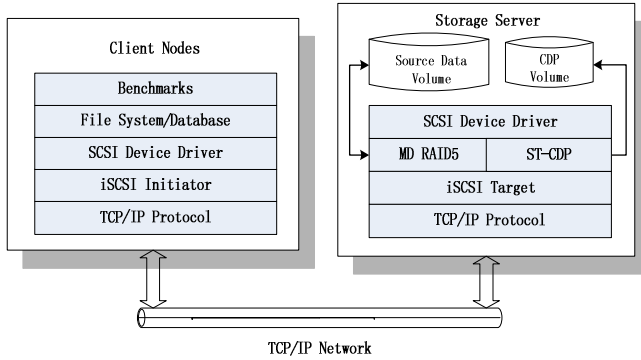 Client Nodes
Benchmarks
File System/Database
SCSI Device Driver
iSCSI Initiator
TCP/IP Protocol
Storage Server
Source Data
Volume
CDP
Volume
SCSI Device Driver
MD RAID5
ST-CDP
iSCSI Target
TCP/IP Protocol
TCP/IP Network